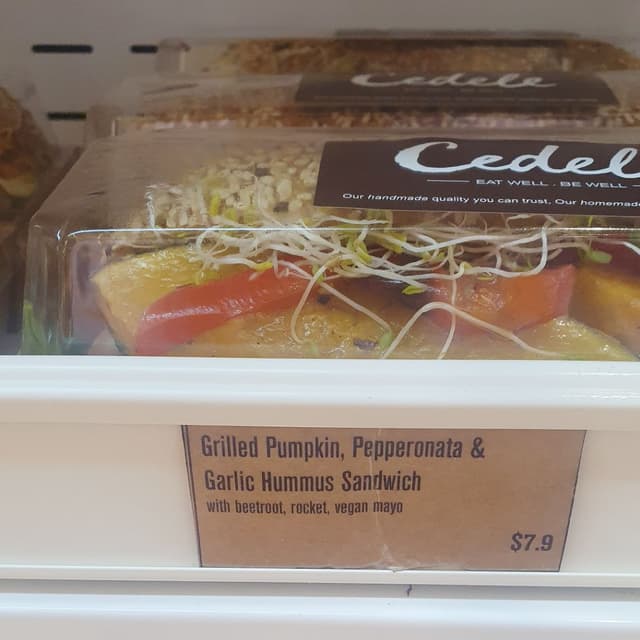 Cedele
Cedel
EAT WELL . BE WELL
Our handmade quality you can trust, Our homemade
Grilled Pumpkin, Pepperonata &
Garlic Hummus Sandwich
with beetroot, rocket, vegan mayo
$7.9